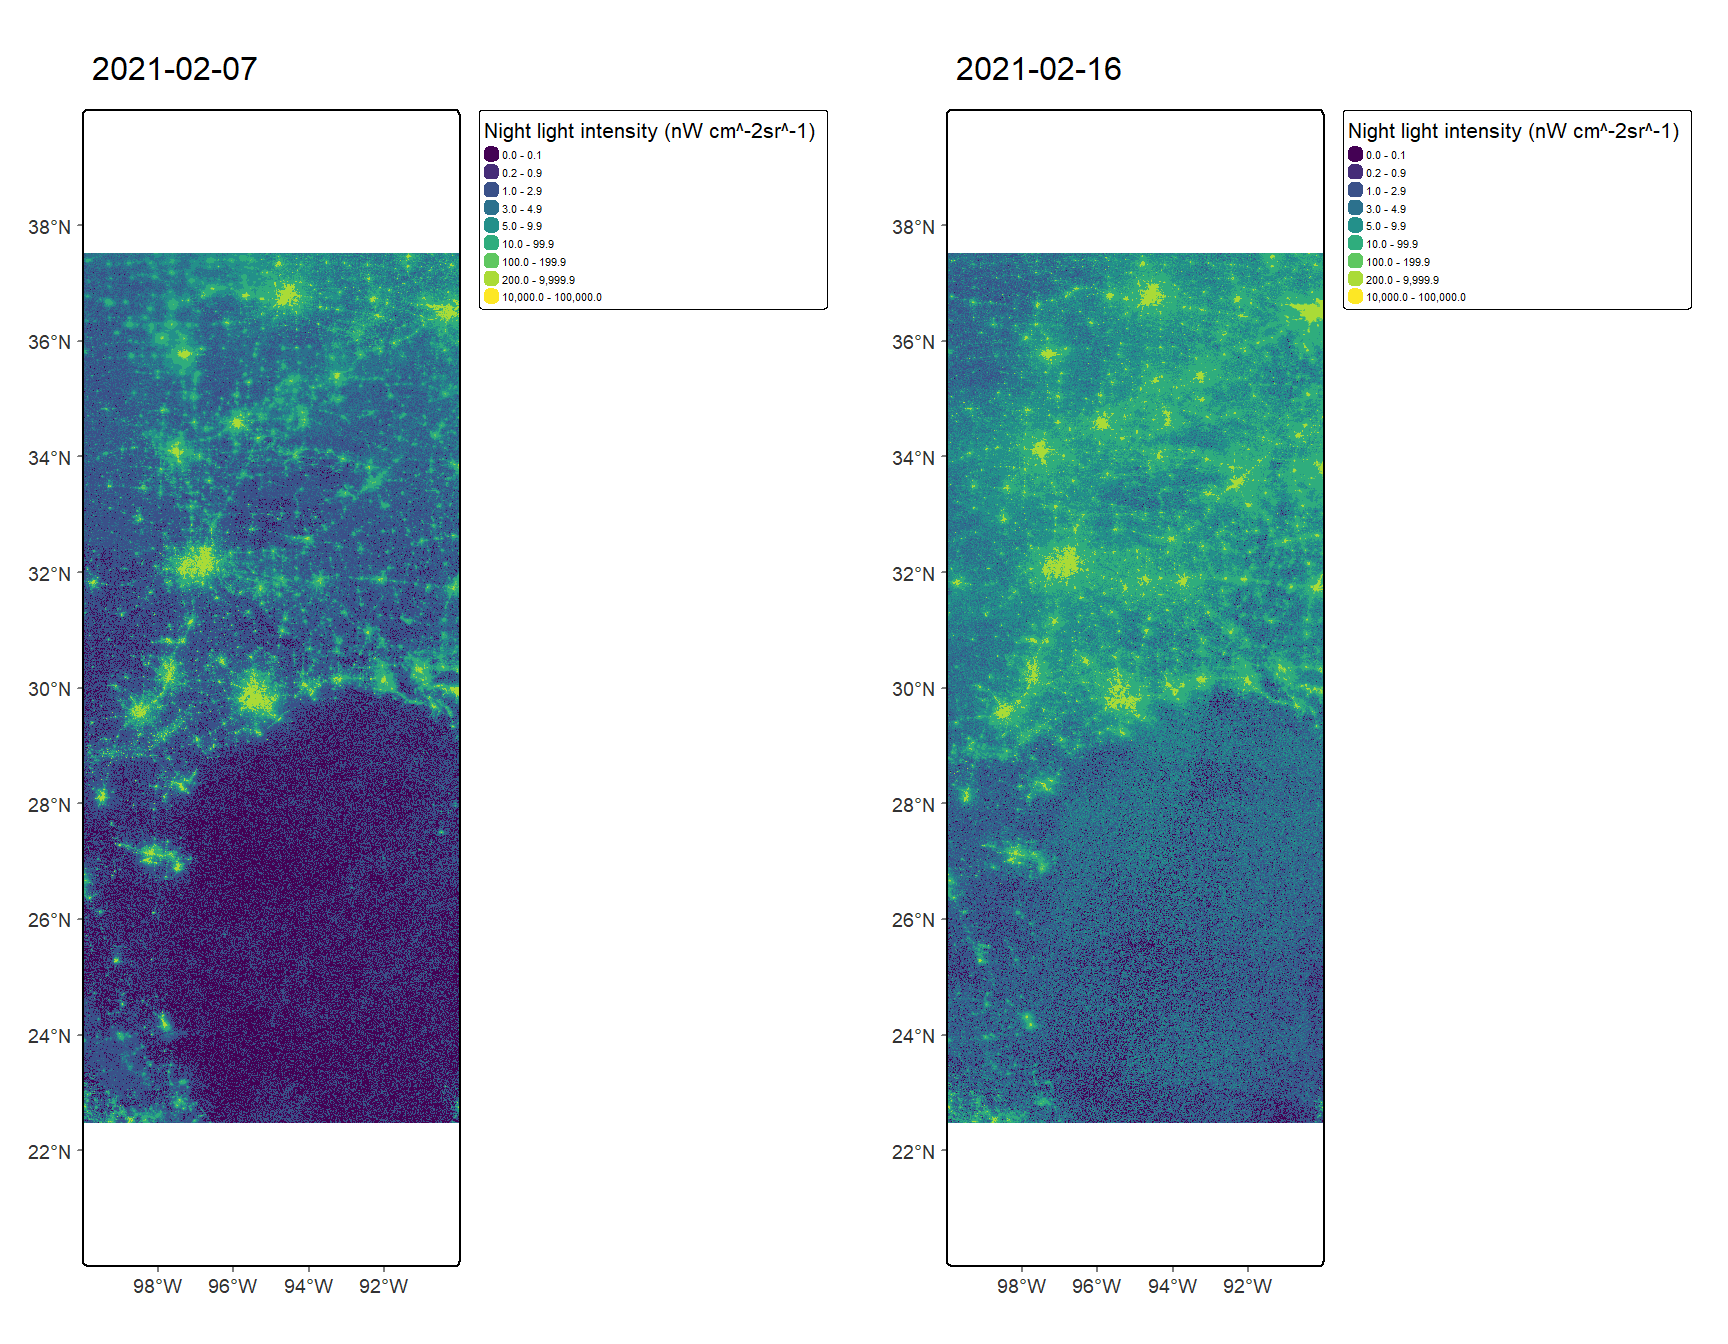 2021-02-07
Night light intensity (nW cm^-2sr^-1)
0.0 - 0.1
0.2 - 0.9
1.0 - 2.9
3.0 - 4.9
5.0 - 9.9
10.0 - 99.9
100.0 - 199.9
200.0 - 9,999.9
10,000.0 - 100,000.0
38°N
36°N
34°N
32°N
30°N
28°N
26°N
24°N
22°N
98°W 96°W 94°W 92°W
2021-02-16
Night light intensity (nW cm^-2sr^-1)
0.0 - 0.1
0.2 - 0.9
1.0 - 2.9
3.0 - 4.9
5.0 - 9.9
10.0 - 99.9
100.0 - 199.9
200.0 - 9,999.9
10,000.0 - 100,000.0
38°N
36°N
34°N
32°N
30°N
28°N
26°N
24°N
22°N
98°W 96°W 94°W 92°W